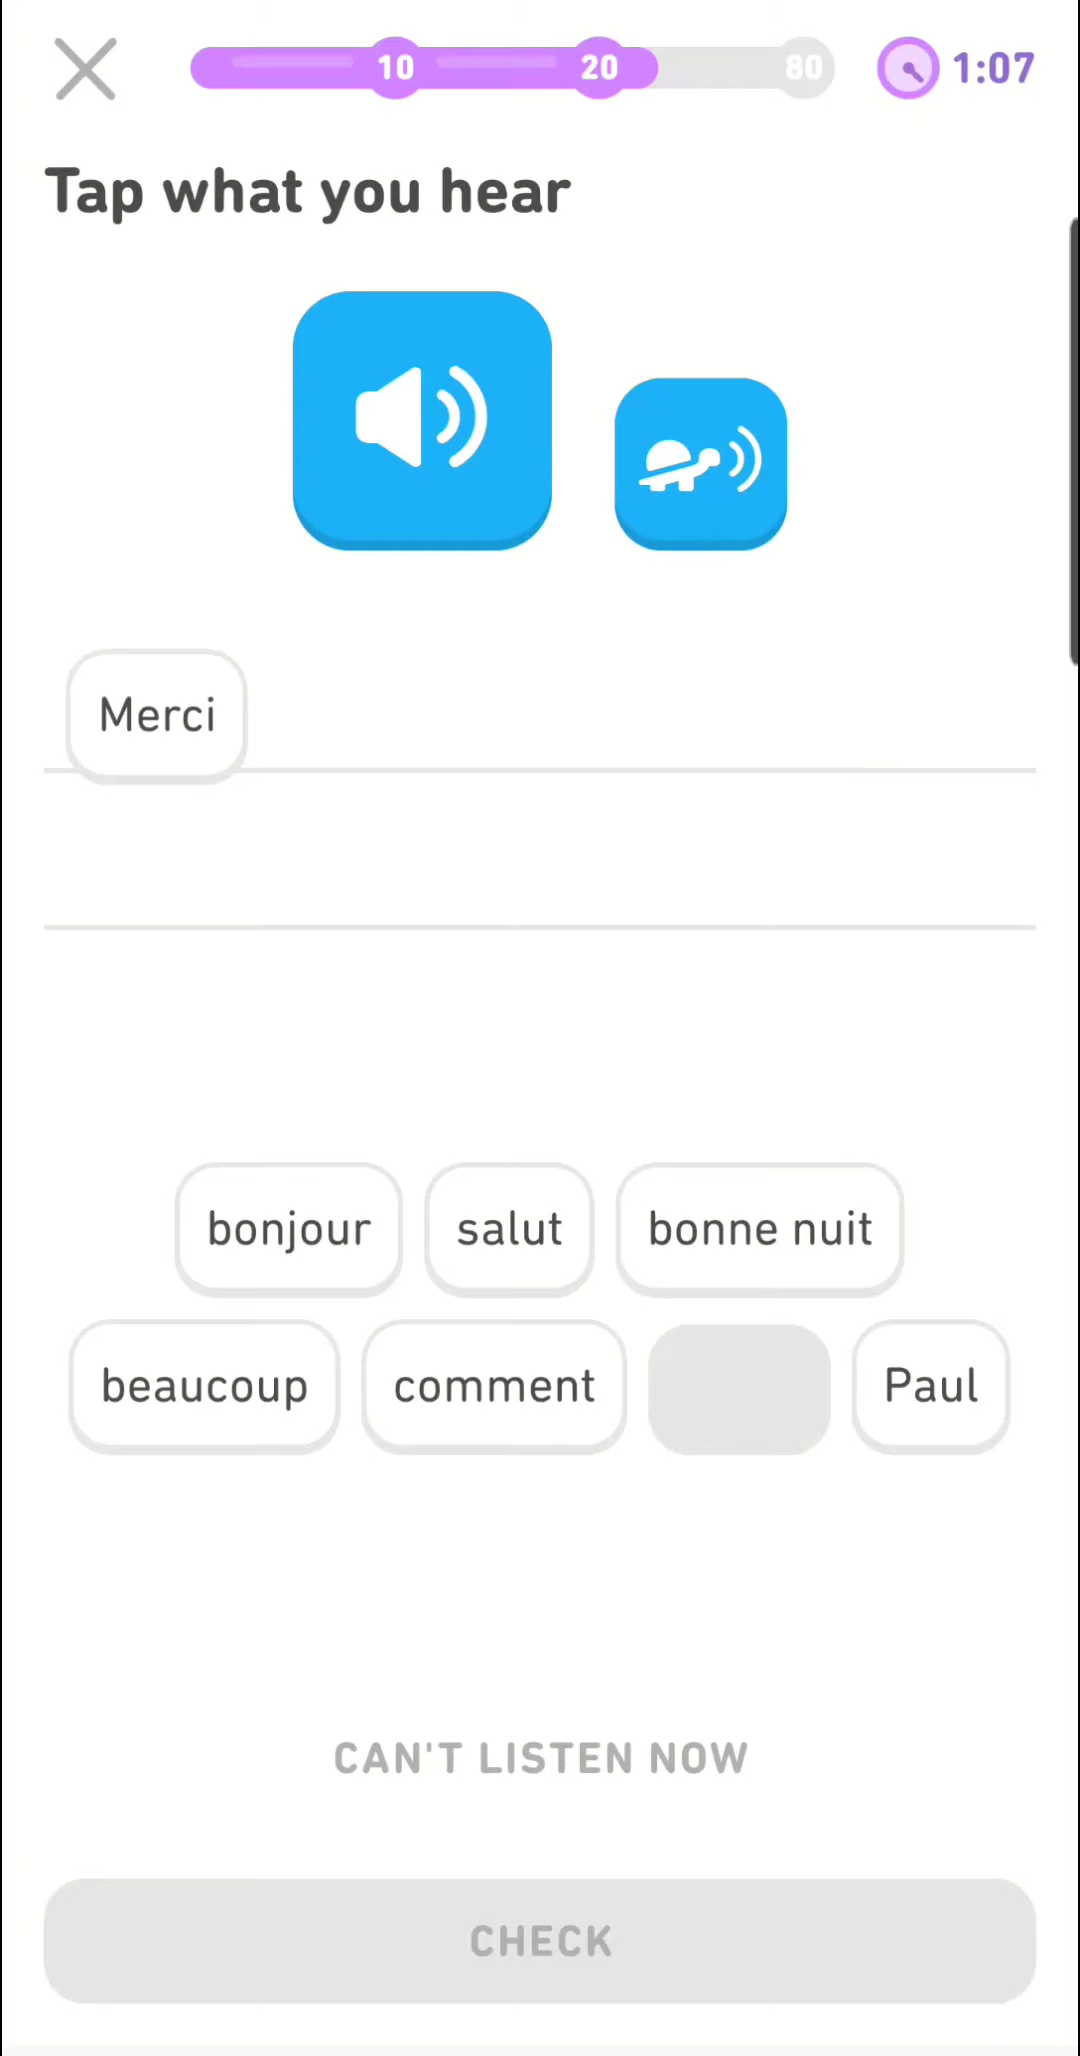 10 20 80 1:07
Tap what you hear
Merci
bonjour salut bonne nuit
beaucoup comment Paul
CAN'T LISTEN NOW
CHECK